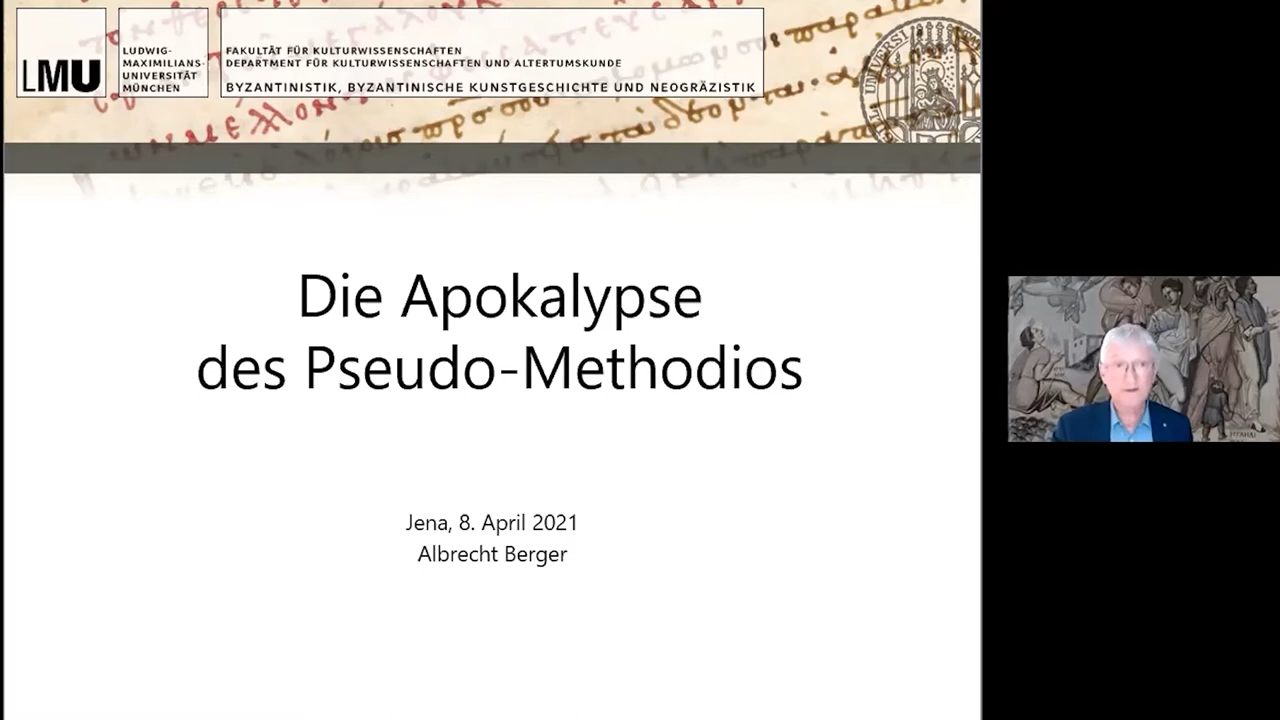 LMU
LUDWIG-
MAXIMILIANS-
UNIVERSITÄT
MÜNCHEN
FAKULTÄT FÜR KULTURWISSENSCHAFTEN
DEPARTMENT FÜR KULTURWISSENSCHAFTEN UND ALTERTUMSKUNDE
BYZANTINISTIK, BYZANTINISCHE KUNSTGESCHICHTE UND NEOGRÄZISTIK
Die Apokalypse
des Pseudo-Methodios
Jena, 8. April 2021
Albrecht Berger